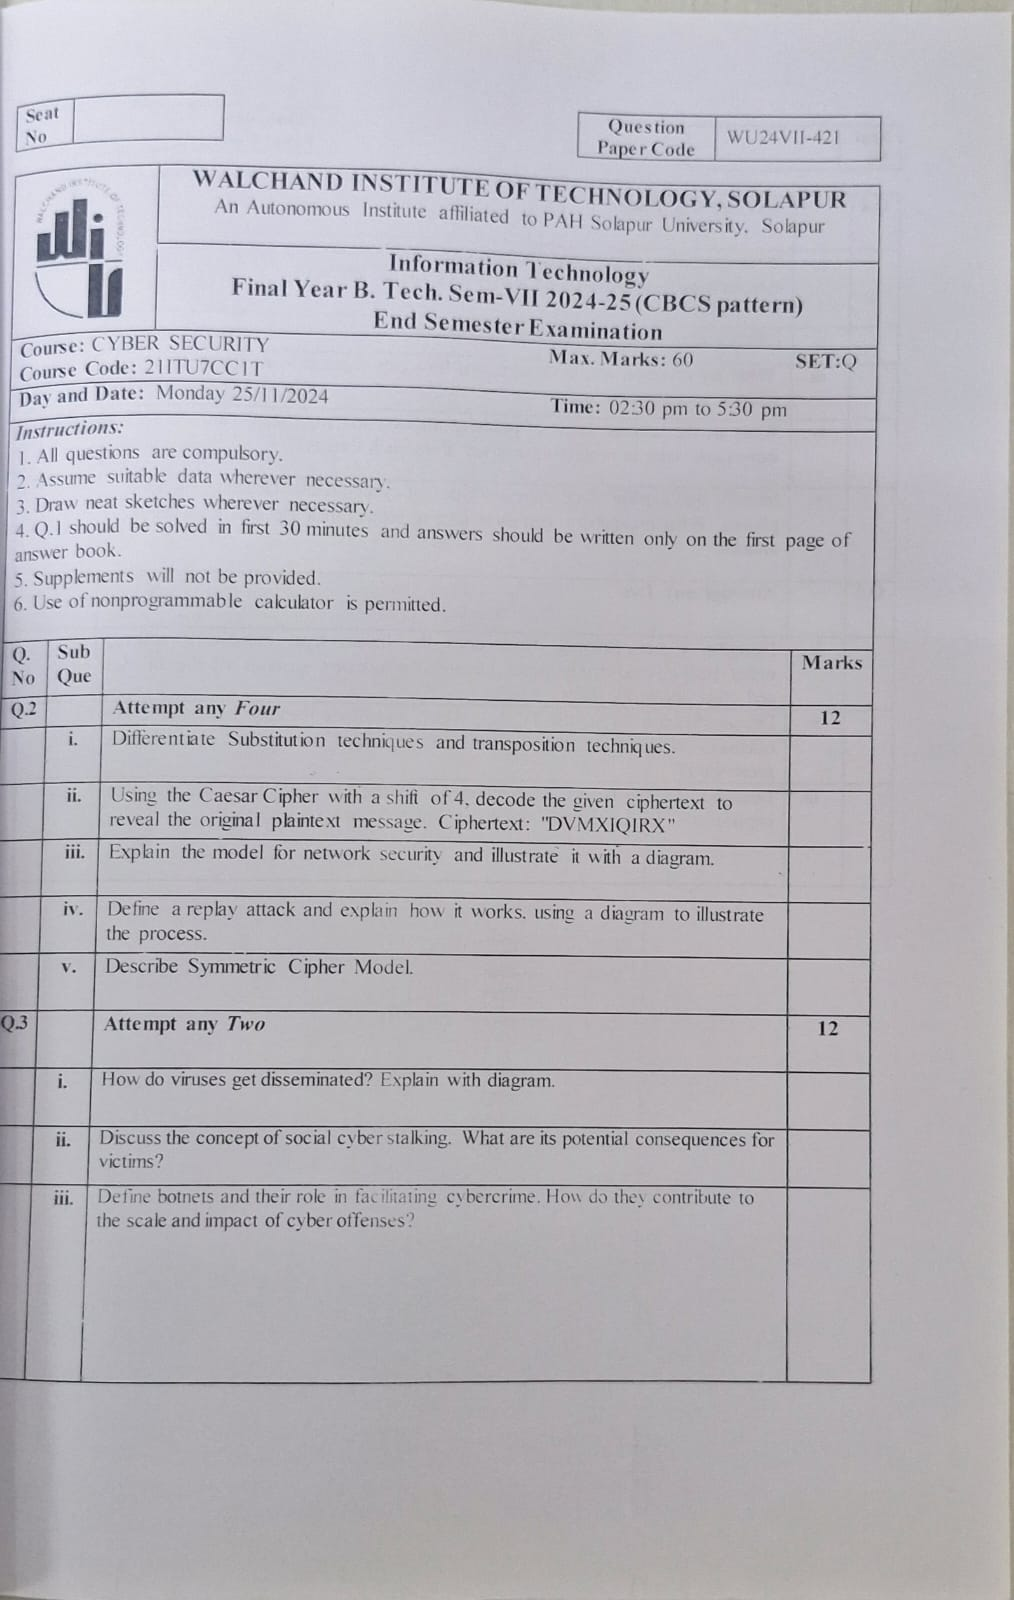 Seat
No
Question
Paper Code
WU24VII-421
WALCHAND INSTITUTE OF TECHNOLOGY
WALCHAND INSTITUTE OF TECHNOLOGY, SOLAPUR
An Autonomous Institute affiliated to PAH Solapur University, Solapur
Information Technology
Final Year B. Tech. Sem-VII 2024-25 (CBCS pattern)
End Semester Examination
Course: CYBER SECURITY
Course Code: 21ITU7CC1T
Max. Marks: 60
SET:Q
Day and Date: Monday 25/11/2024
Time: 02:30 pm to 5:30 pm
Instructions:
1. All questions are compulsory.
2. Assume suitable data wherever necessary.
3. Draw neat sketches wherever necessary.
4. Q.1 should be solved in first 30 minutes and answers should be written only on the first page of
answer book.
5. Supplements will not be provided.
6. Use of nonprogrammable calculator is permitted.
Q.
No
Sub
Que
Marks
Q.2 Attempt any Four 12
i. Differentiate Substitution techniques and transposition techniques.
ii. Using the Caesar Cipher with a shift of 4, decode the given ciphertext to
reveal the original plaintext message. Ciphertext: "DVMXIQIRX"
iii. Explain the model for network security and illustrate it with a diagram.
iv. Define a replay attack and explain how it works. using a diagram to illustrate
the process.
v. Describe Symmetric Cipher Model.
Q.3 Attempt any Two 12
i. How do viruses get disseminated? Explain with diagram.
ii. Discuss the concept of social cyber stalking. What are its potential consequences for
victims?
iii. Define botnets and their role in facilitating cybercrime. How do they contribute to
the scale and impact of cyber offenses?